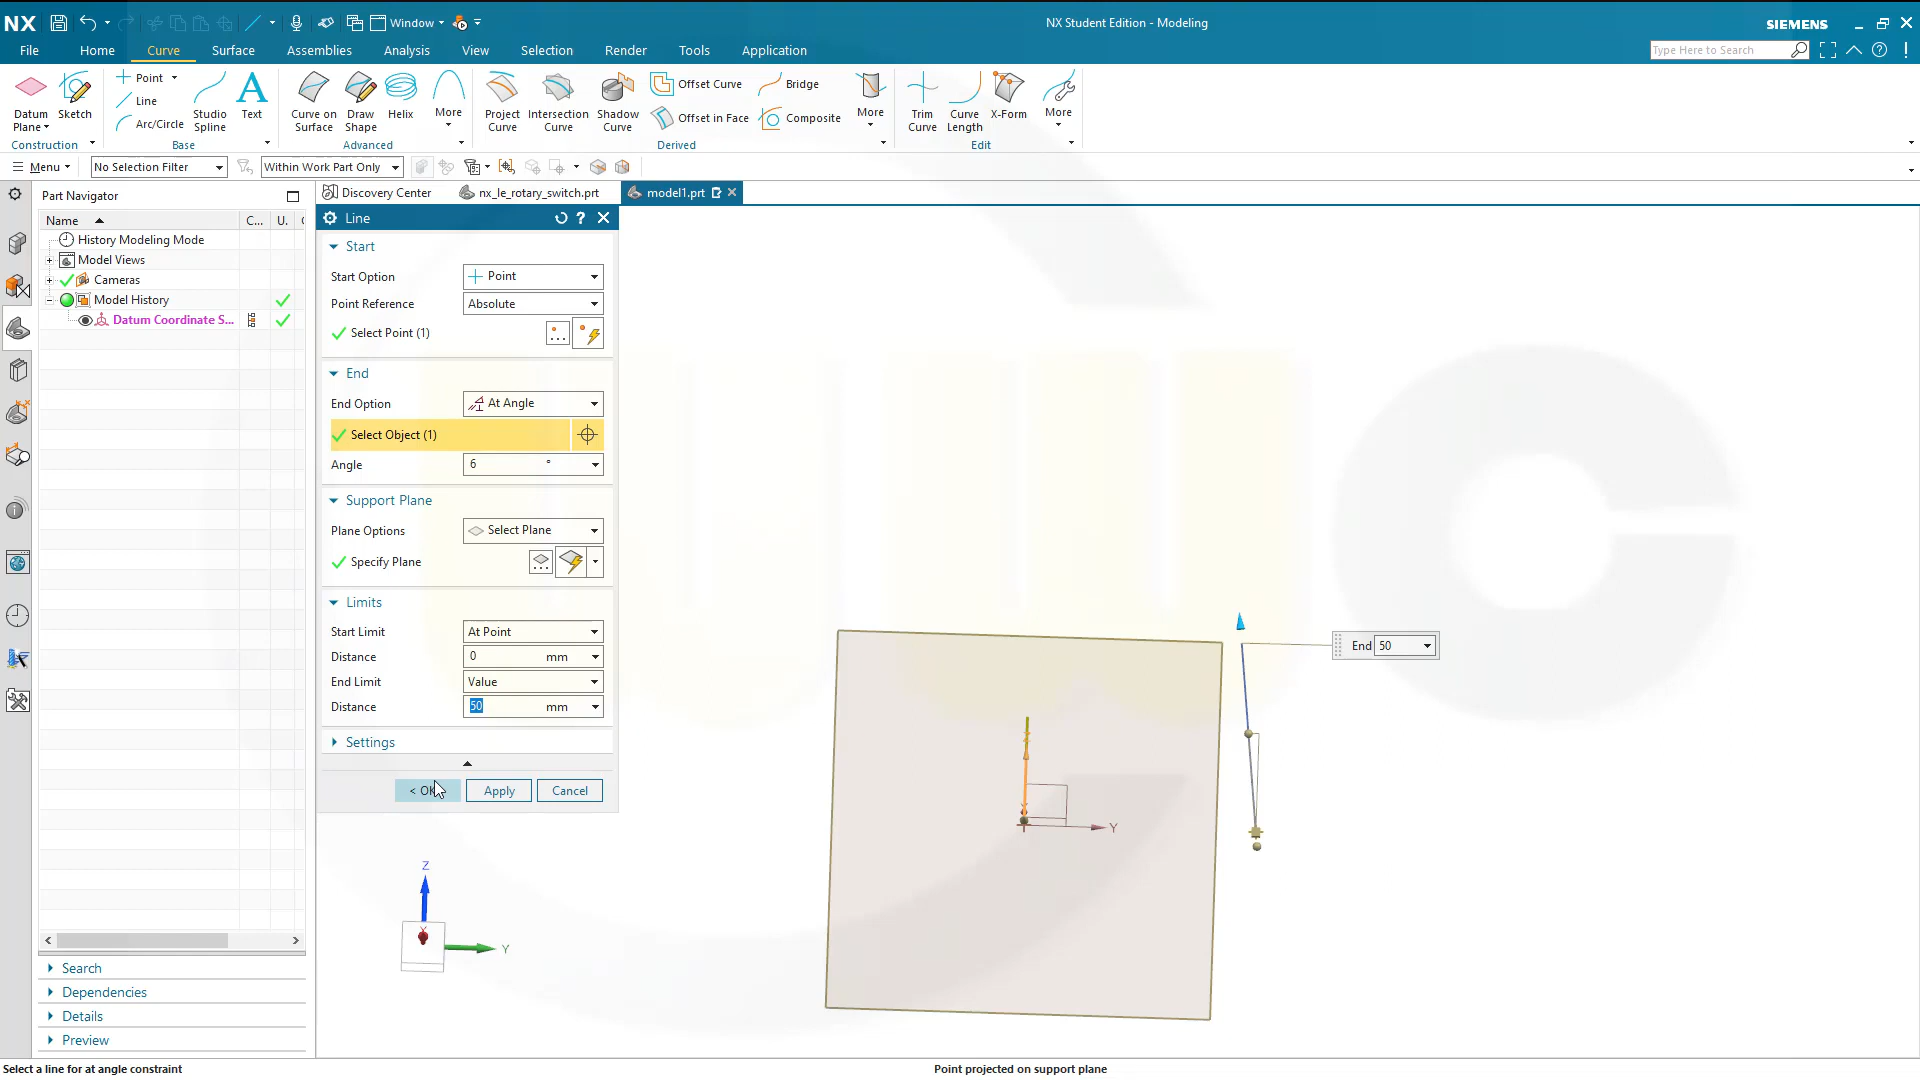 NX Window NX Student Edition - Modeling SIEMENS
File Home Curve Surface Assemblies Analysis View Selection Render Tools Application Type Here to Search
Datum Plane Sketch Point Line Arc/Circle Studio Spline Text Curve on Surface Draw Shape Helix More Project Curve Intersection Curve Shadow Curve Offset Curve Offset in Face Bridge Composite More Trim Curve Curve Length X-Form More
Construction Base Advanced Derived Edit
Menu No Selection Filter Within Work Part Only
Part Navigator Discovery Center nx_le_rotary_switch.prt model1.prt
Name C... U.
Line
History Modeling Mode
Start
Model Views
Cameras
Start Option Point
Model History
Point Reference Absolute
Datum Coordinate S...
Select Point (1)
End
End Option At Angle
Select Object (1)
Angle 6 °
Support Plane
Plane Options Select Plane
Specify Plane
Limits
Start Limit At Point
End 50
Distance 0 mm
End Limit Value
Distance 50 mm
Settings
< OK Apply Cancel
Y
Z
Y
Search
Dependencies
Details
Preview
Select a line for at angle constraint Point projected on support plane